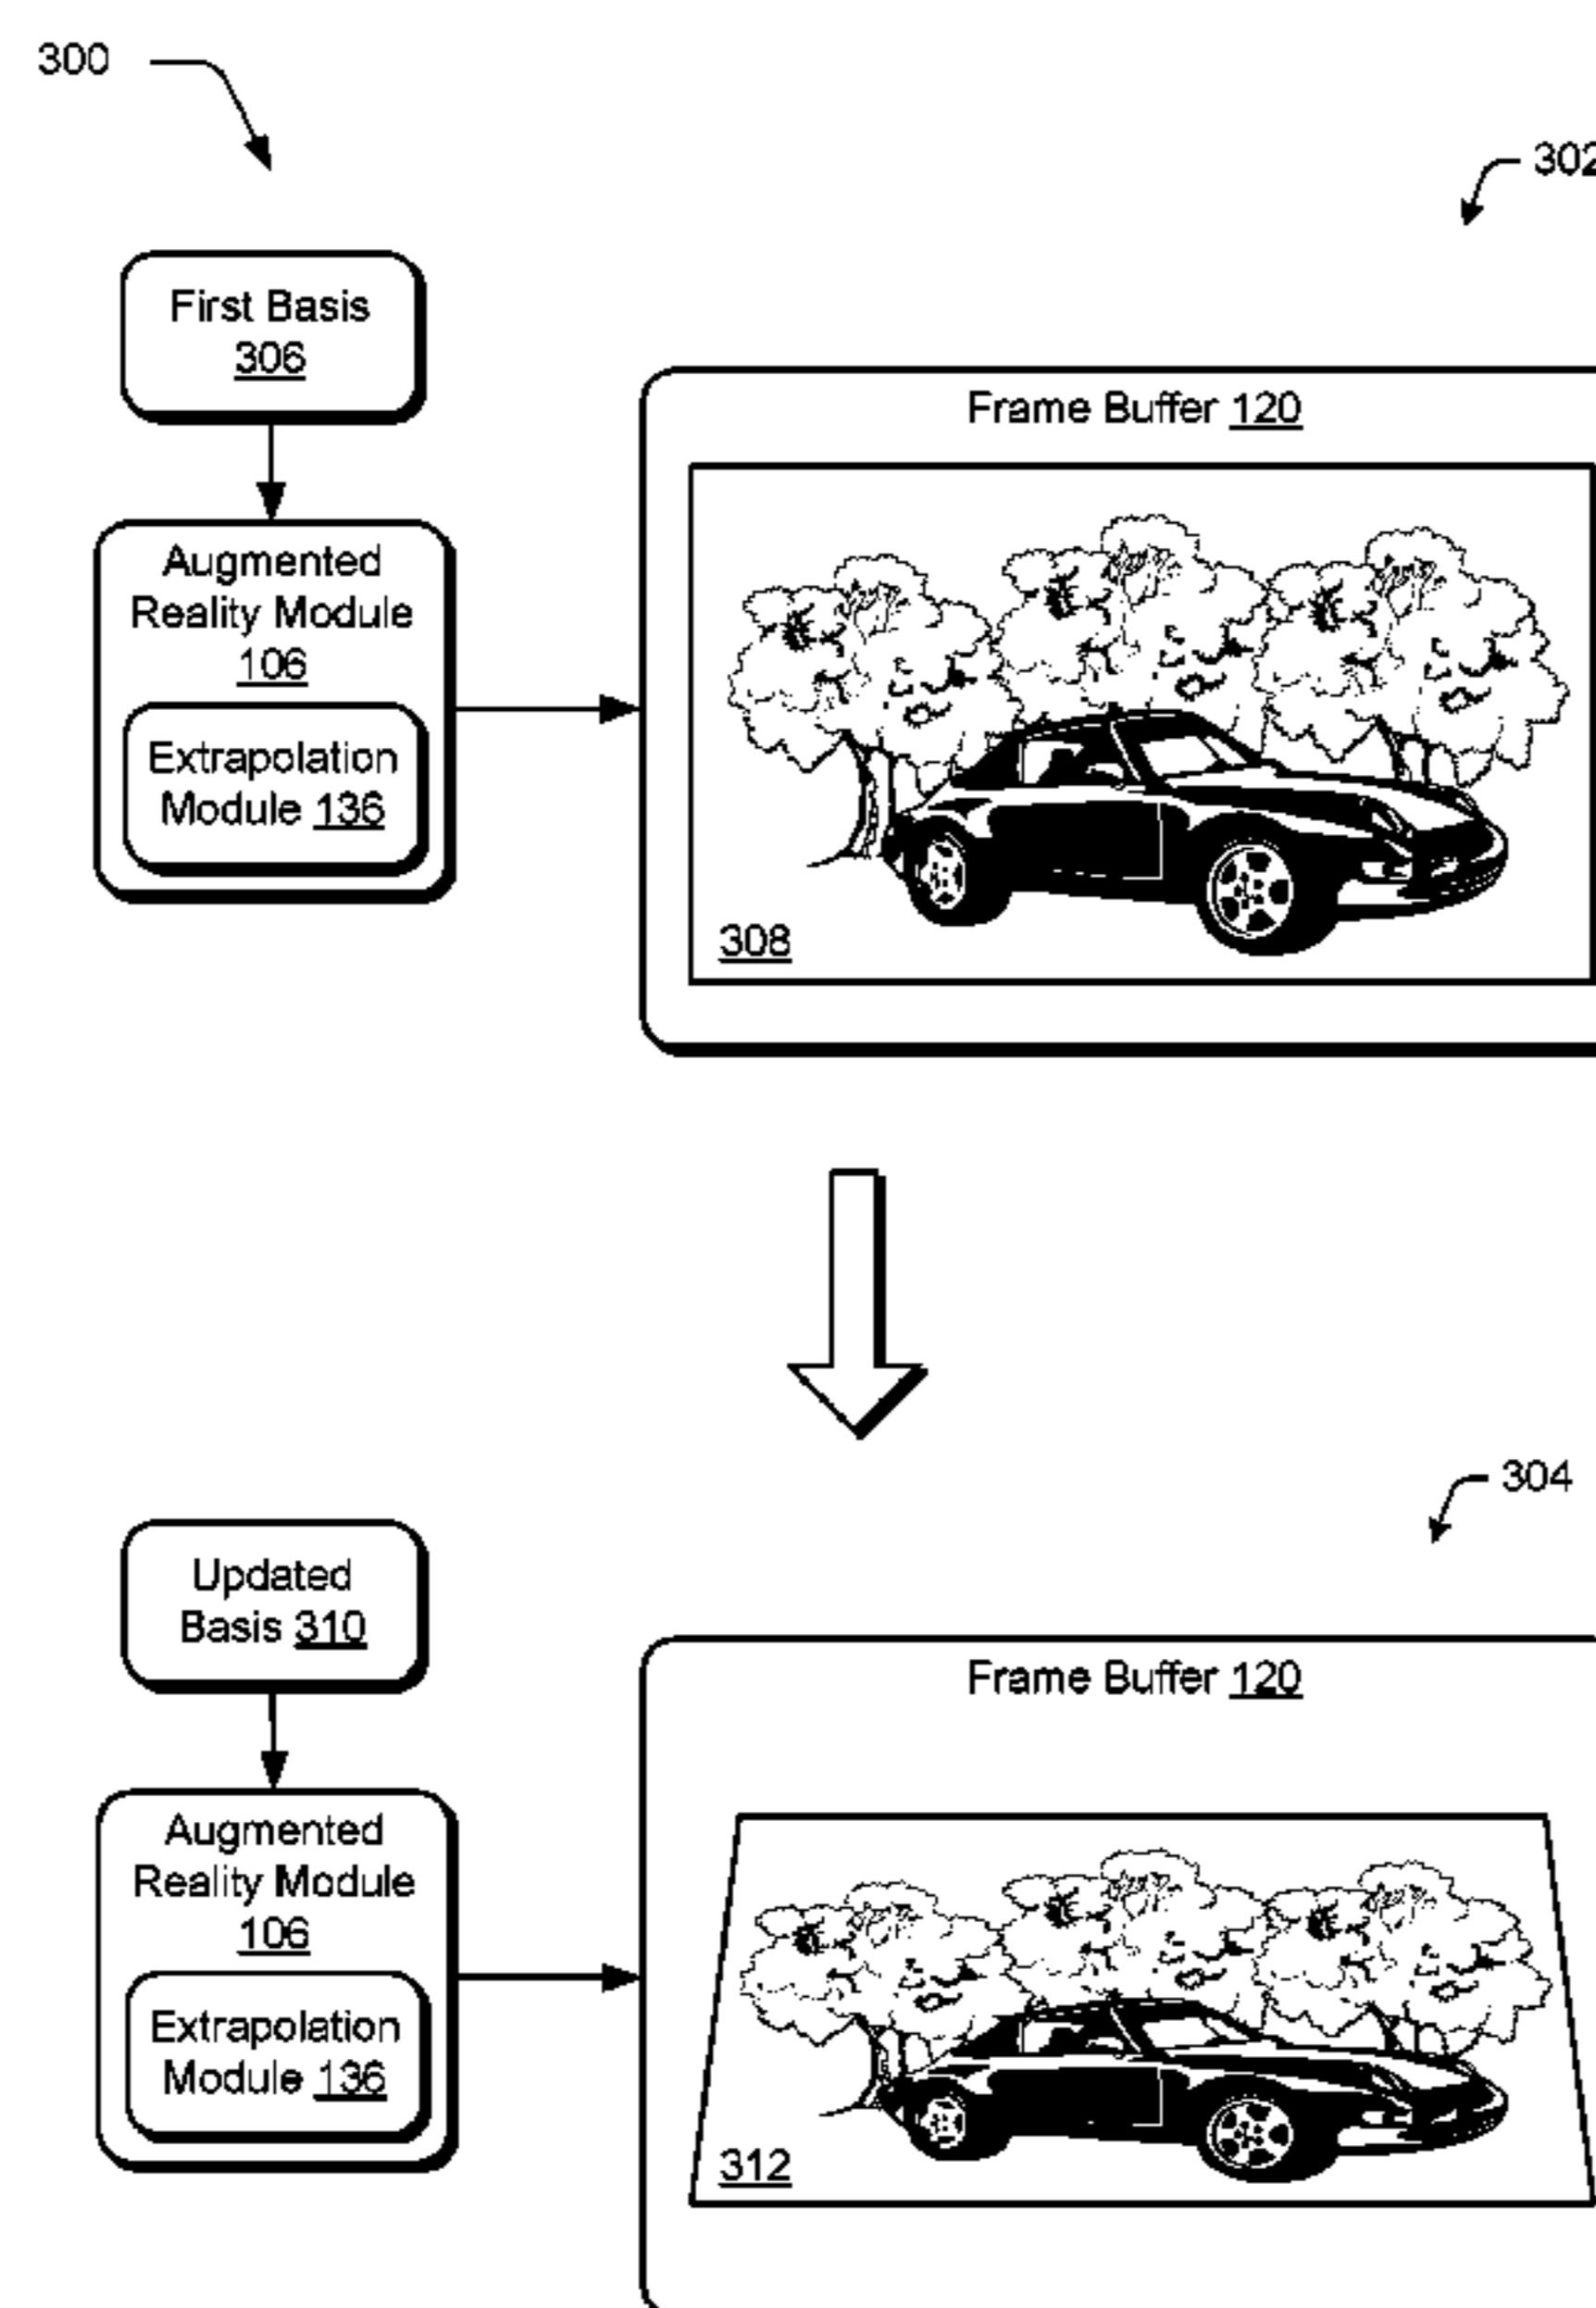 300
302
First Basis
306
Frame Buffer 120
Augmented
Reality Module
106
Extrapolation
Module 136
308
304
Updated
Basis 310
Frame Buffer 120
Augmented
Reality Module
106
Extrapolation
Module 136
312